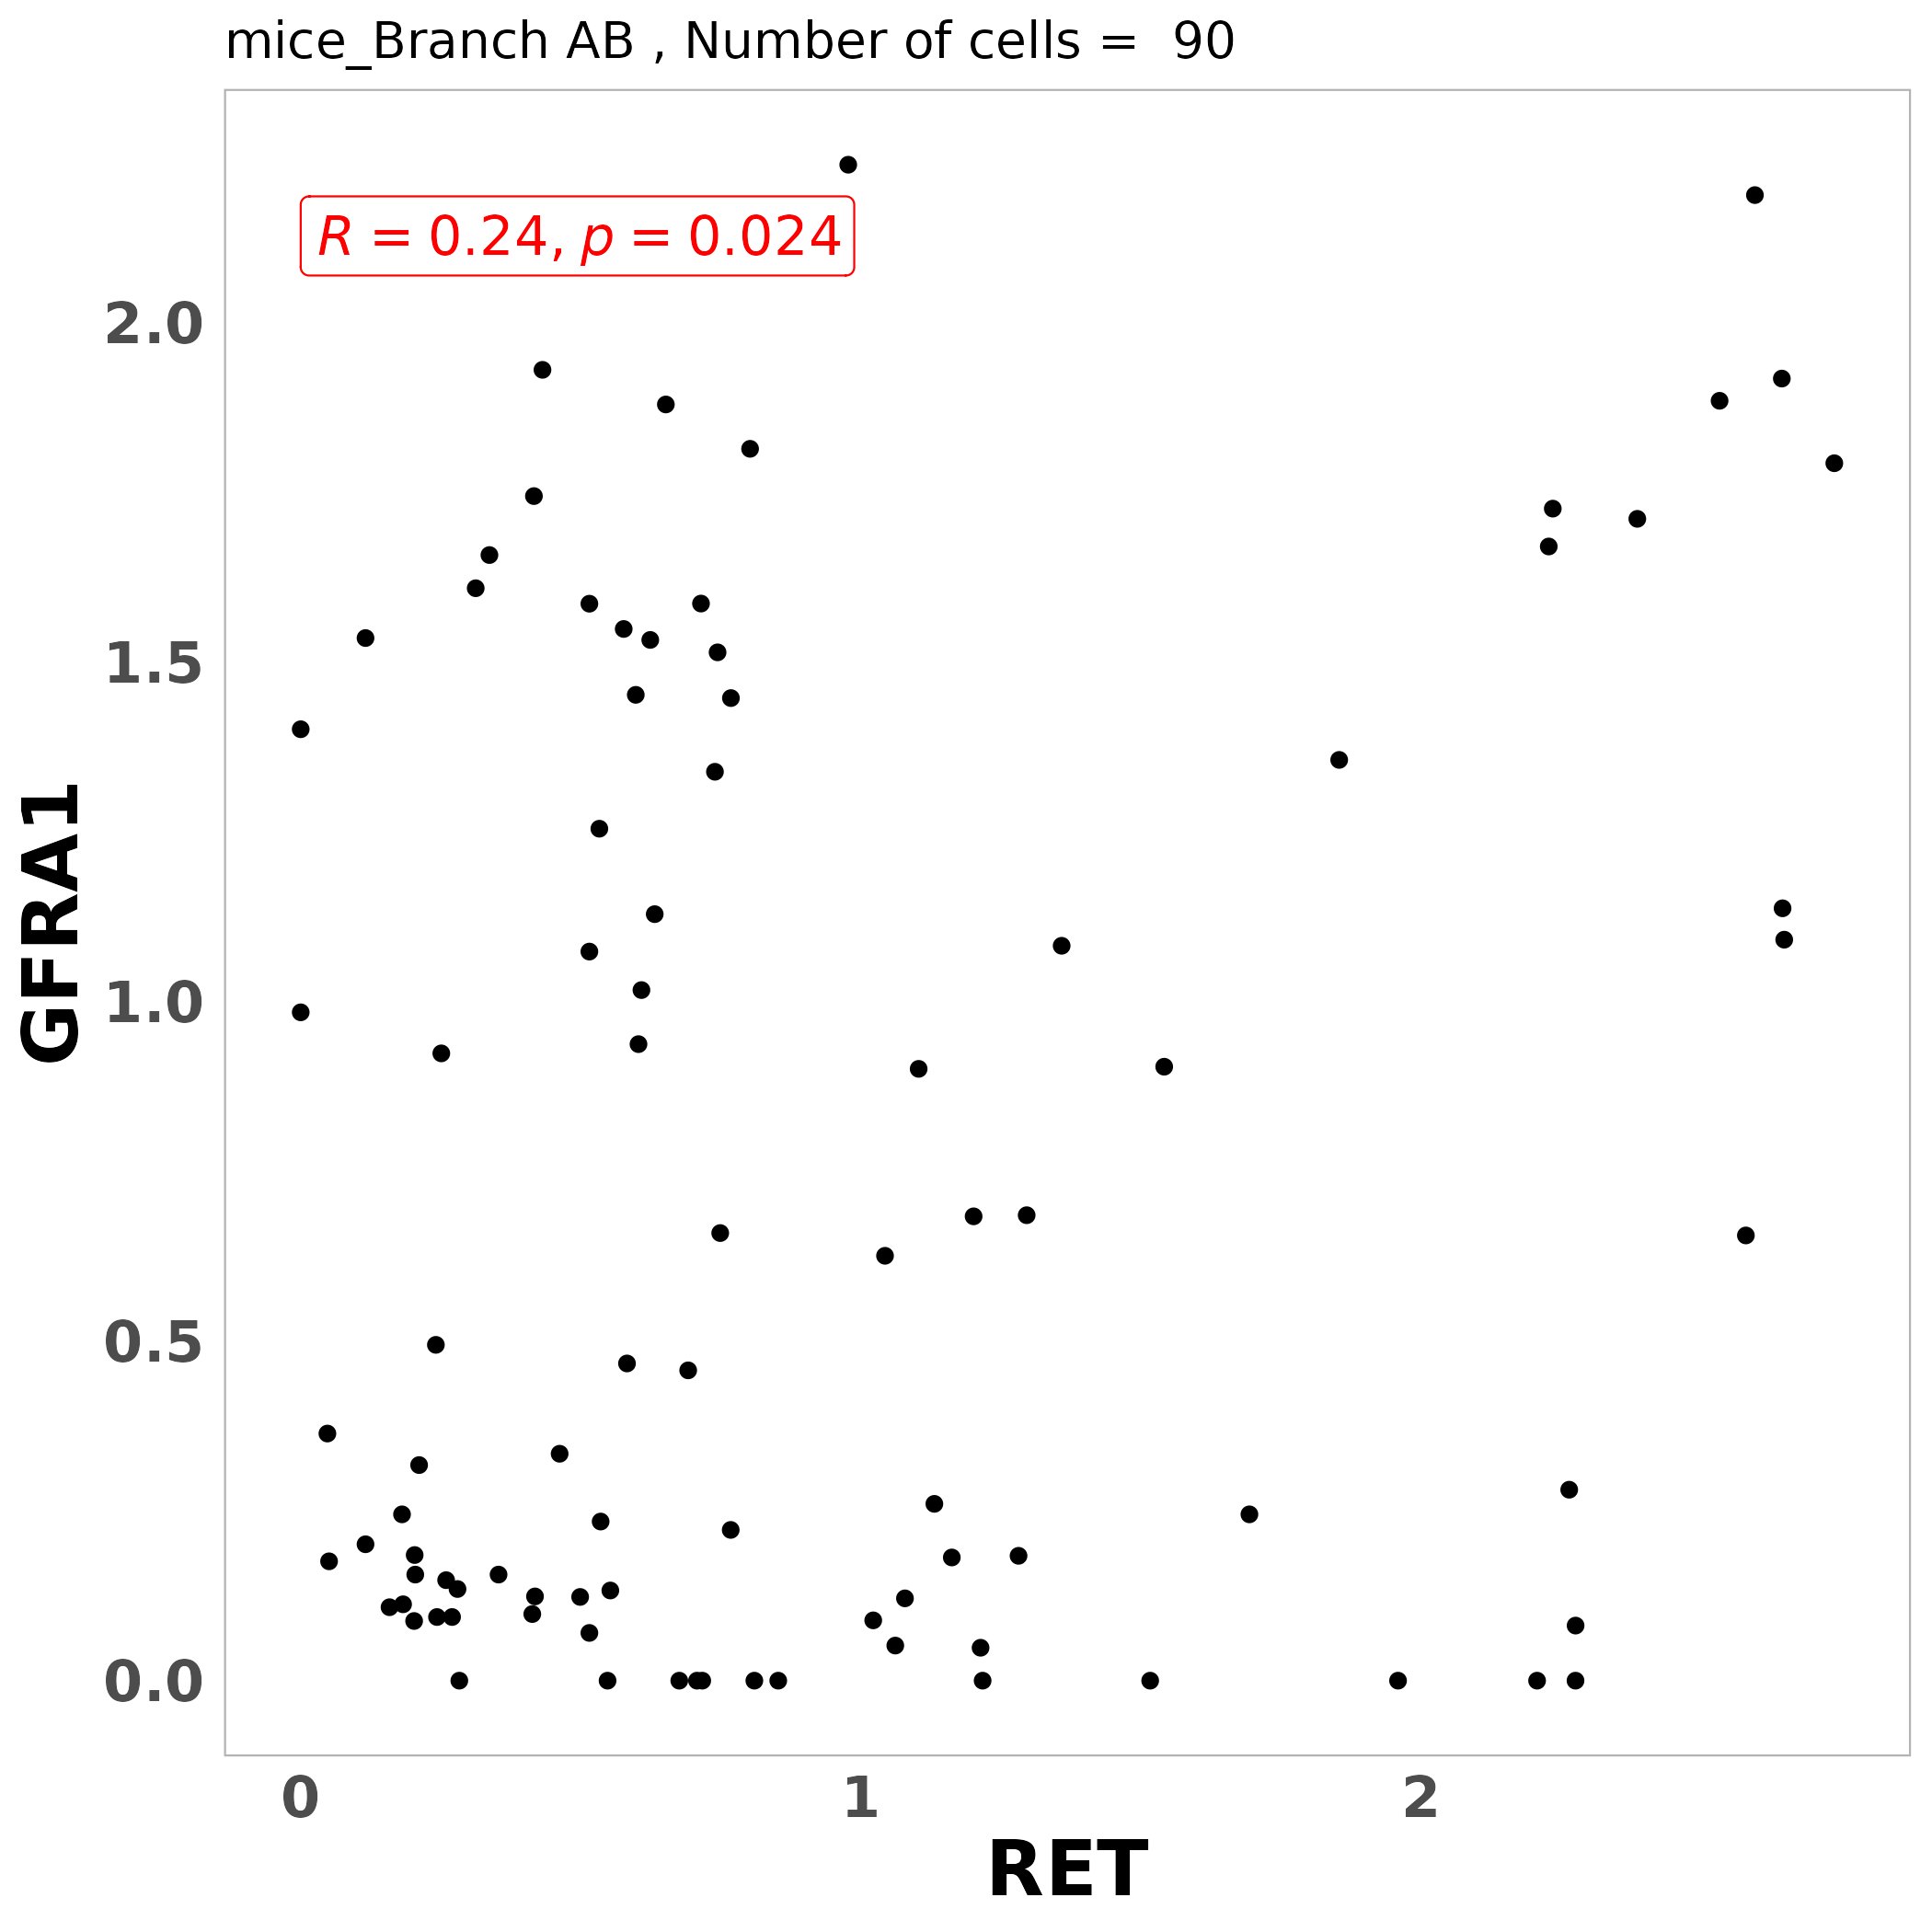 mice_Branch AB , Number of cells =  90
R = 0.24, p = 0.024
GFRA1
2.0
1.5
1.0
0.5
0.0
0 1 2
RET